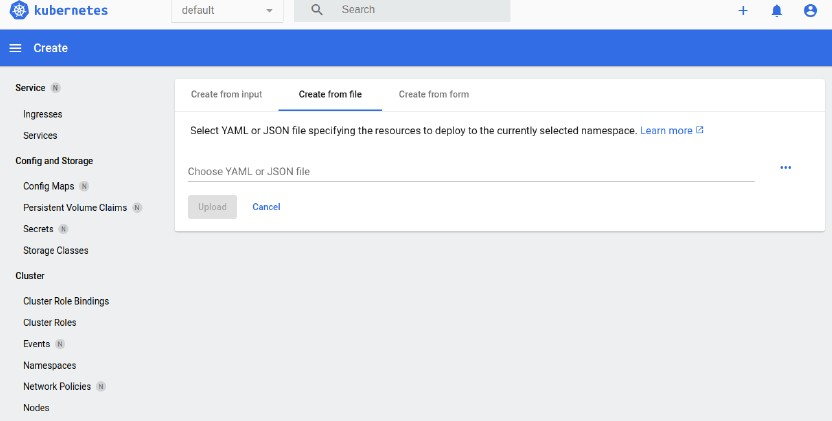 kubernetes
default
Search
Create
Service N
Ingresses
Services
Config and Storage
Config Maps N
Persistent Volume Claims N
Secrets N
Storage Classes
Cluster
Cluster Role Bindings
Cluster Roles
Events N
Namespaces
Network Policies N
Nodes
Create from input Create from file Create from form
Select YAML or JSON file specifying the resources to deploy to the currently selected namespace. Learn more
Choose YAML or JSON file
Upload Cancel